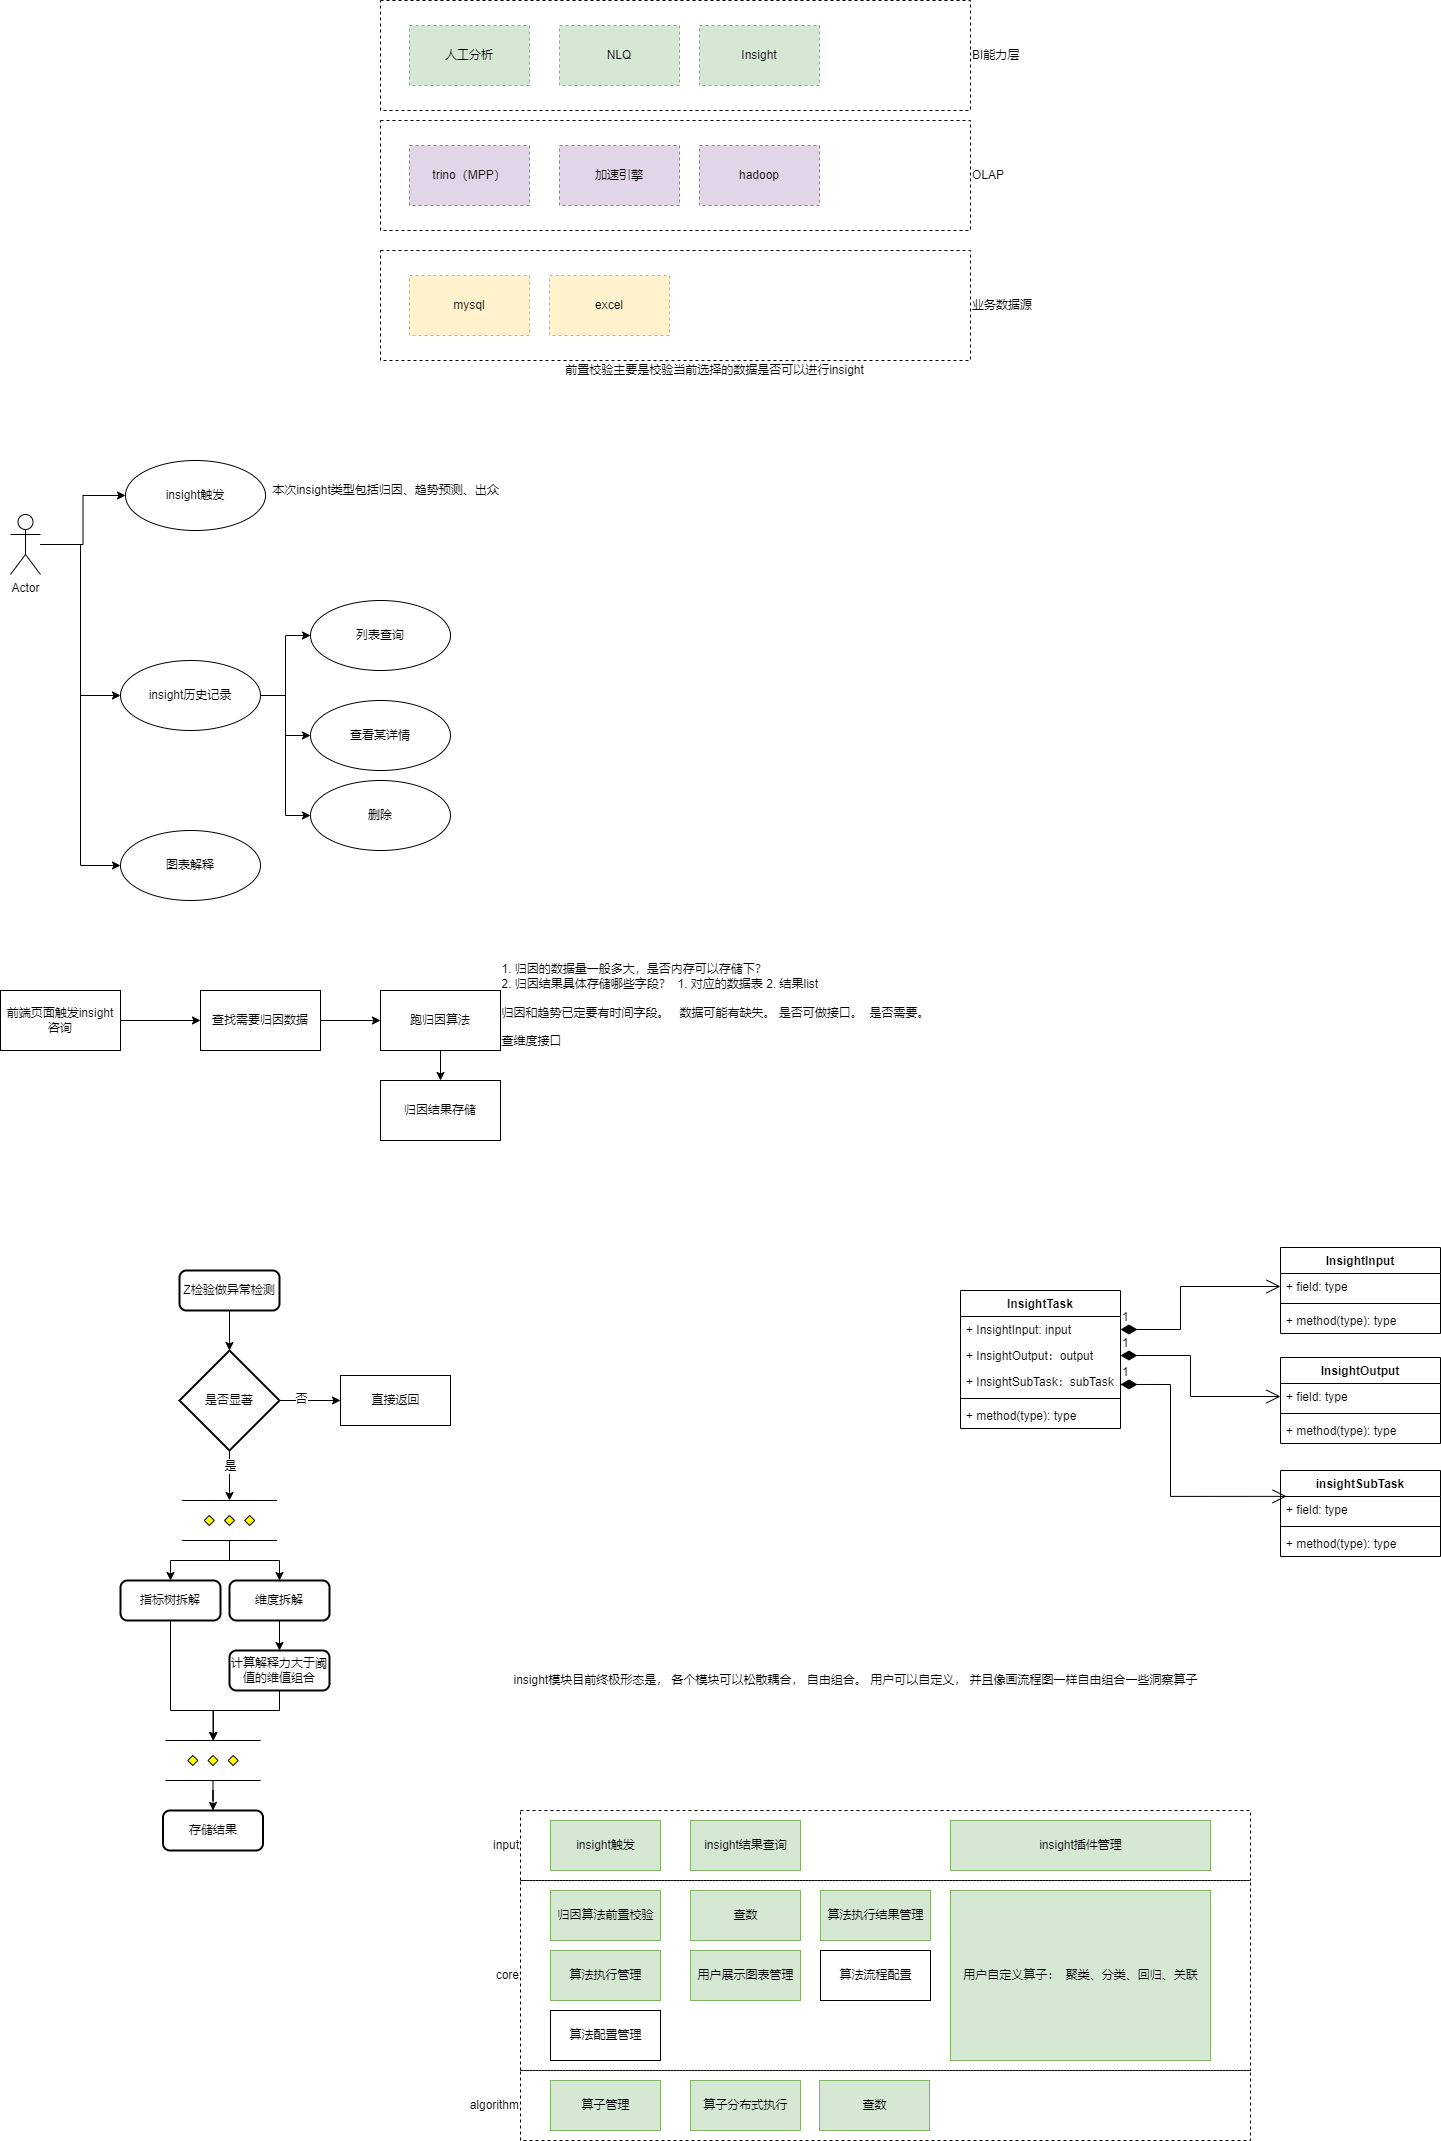 人工分析
NLQ
Insight
BI能力层
trino（MPP）
加速引擎
hadoop
OLAP
mysql
excel
业务数据源
前置校验主要是校验当前选择的数据是否可以进行insight
insight触发
本次insight类型包括归因、趋势预测、出众
Actor
列表查询
insight历史记录
查看某详情
删除
图表解释
1. 归因的数据量一般多大，是否内存可以存储下?
2. 归因结果具体存储哪些字段? 1. 对应的数据表 2. 结果list
归因和趋势已定要有时间字段。 数据可能有缺失。 是否可做接口。 是否需要。
查维度接口
前端页面触发insight
咨询
查找需要归因数据
跑归因算法
归因结果存储
Z检验做异常检测
是否显著
否
直接返回
是
指标树拆解
维度拆解
计算解释力大于阈
值的维值组合
存储结果
InsightTask
+ InsightInput: input
+ InsightOutput：output
+ InsightSubTask：subTask
+ method(type): type
1
1
1
InsightInput
+ field: type
+ method(type): type
InsightOutput
+ field: type
+ method(type): type
insightSubTask
+ field: type
+ method(type): type
insight模块目前终极形态是， 各个模块可以松散耦合， 自由组合。 用户可以自定义， 并且像画流程图一样自由组合一些洞察算子
input
insight触发
insight结果查询
insight插件管理
core
归因算法前置校验
查数
算法执行结果管理
算法执行管理
用户展示图表管理
算法流程配置
用户自定义算子： 聚类、分类、回归、关联
算法配置管理
algorithm
算子管理
算子分布式执行
查数